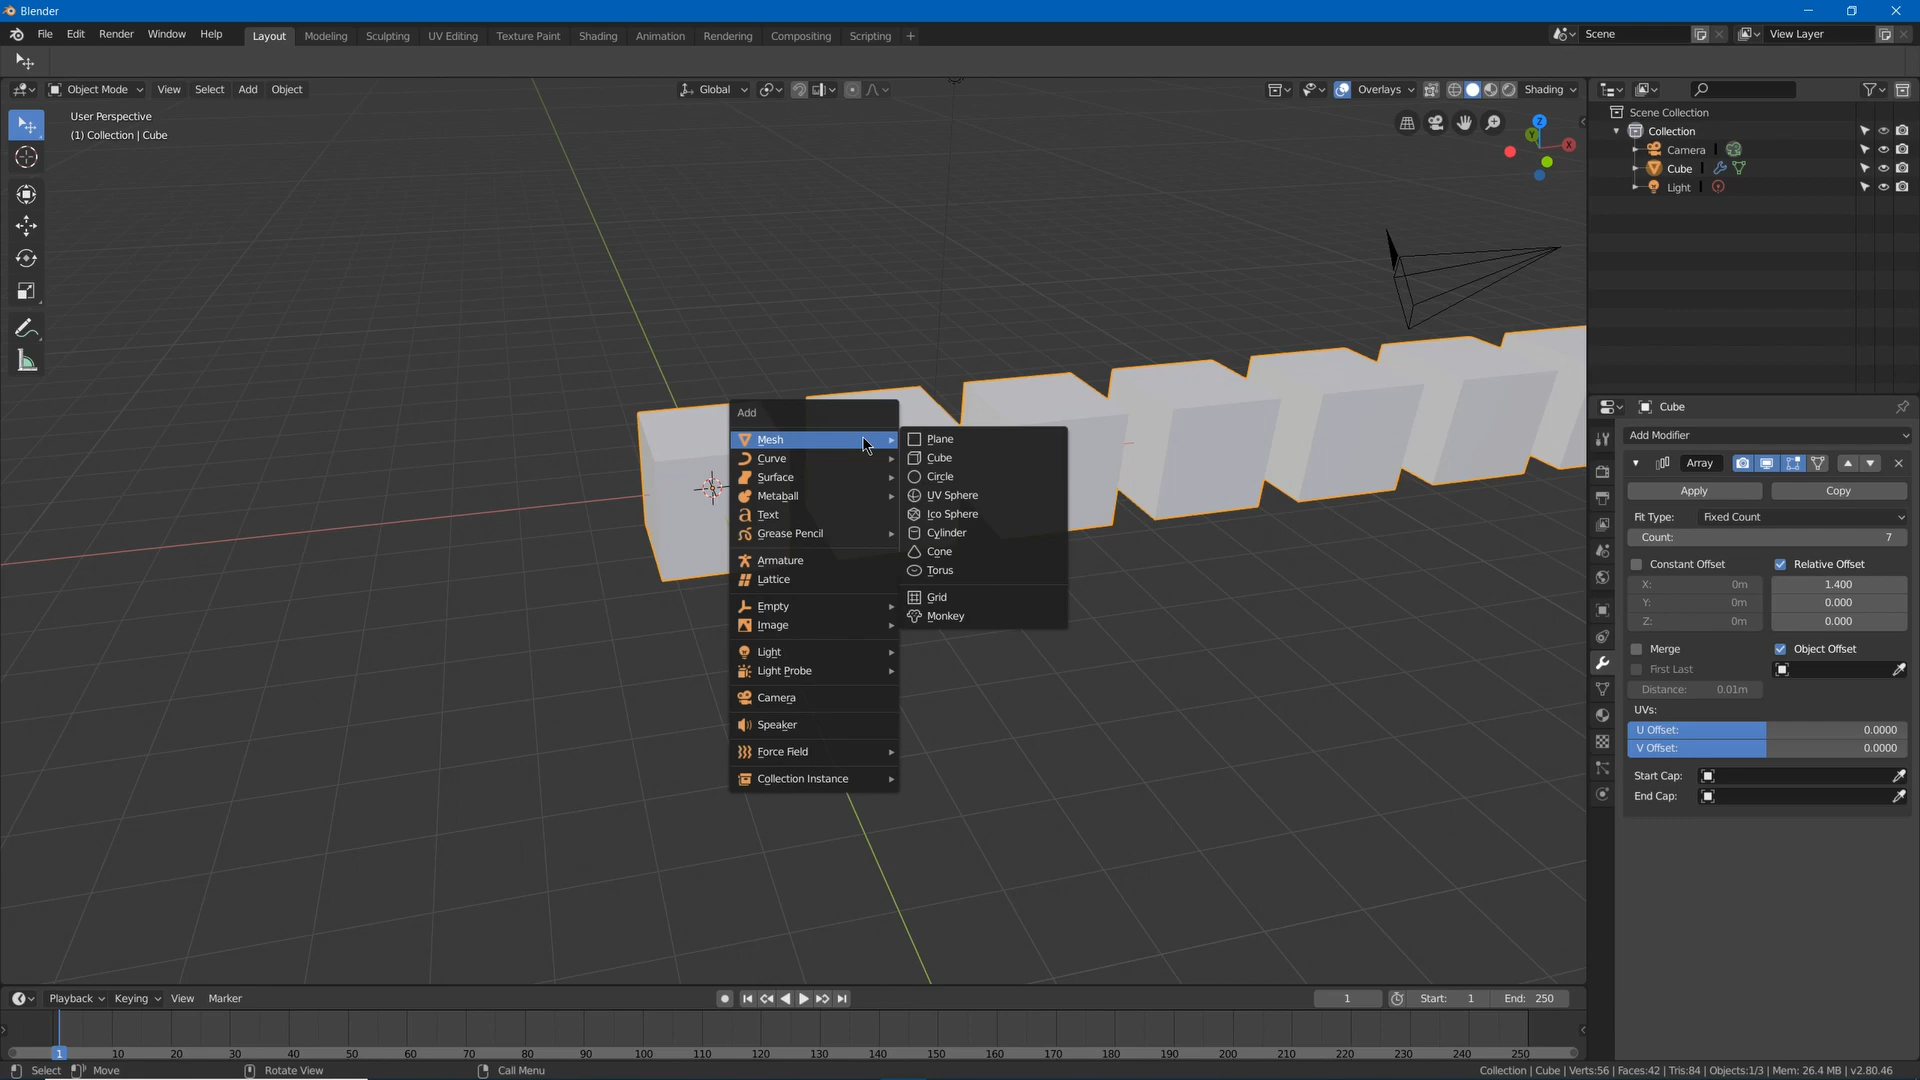 Blender
File Edit Render Window Help
Layout Modeling Sculpting UV Editing Texture Paint Shading Animation Rendering Compositing Scripting +
Scene
View Layer
Object Mode View Select Add Object
Global
Overlays
Shading
User Perspective
(1) Collection | Cube
Z
Y
X
Scene Collection
Collection
Camera
Cube
Light
Add
Mesh
Curve
Surface
Metaball
Text
Grease Pencil
Armature
Lattice
Empty
Image
Light
Light Probe
Camera
Speaker
Force Field
Collection Instance
Plane
Cube
Circle
UV Sphere
Ico Sphere
Cylinder
Cone
Torus
Grid
Monkey
Cube
Add Modifier
Array
Apply Copy
Fit Type: Fixed Count
Count: 7
Constant Offset Relative Offset
X: 0m 1.400
Y: 0m 0.000
Z: 0m 0.000
Merge Object Offset
First Last
Distance: 0.01m
UVs:
U Offset: 0.0000
V Offset: 0.0000
Start Cap:
End Cap:
Playback Keying View Marker
1 Start: 1 End: 250
1 10 20 30 40 50 60 70 80 90 100 110 120 130 140 150 160 170 180 190 200 210 220 230 240 250
Select Move Rotate View Call Menu
Collection | Cube | Verts:56 | Faces:42 | Tris:84 | Objects:1/3 | Mem: 26.4 MB | v2.80.46